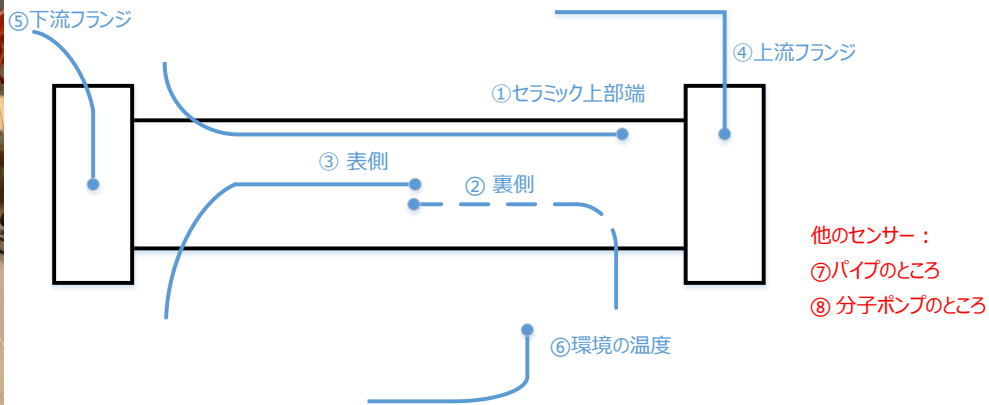 ⑤下流フランジ
④上流フランジ
①セラミック上部端
③ 表側
② 裏側
他のセンサー：
⑦パイプのところ
⑧ 分子ポンプのところ
⑥環境の温度